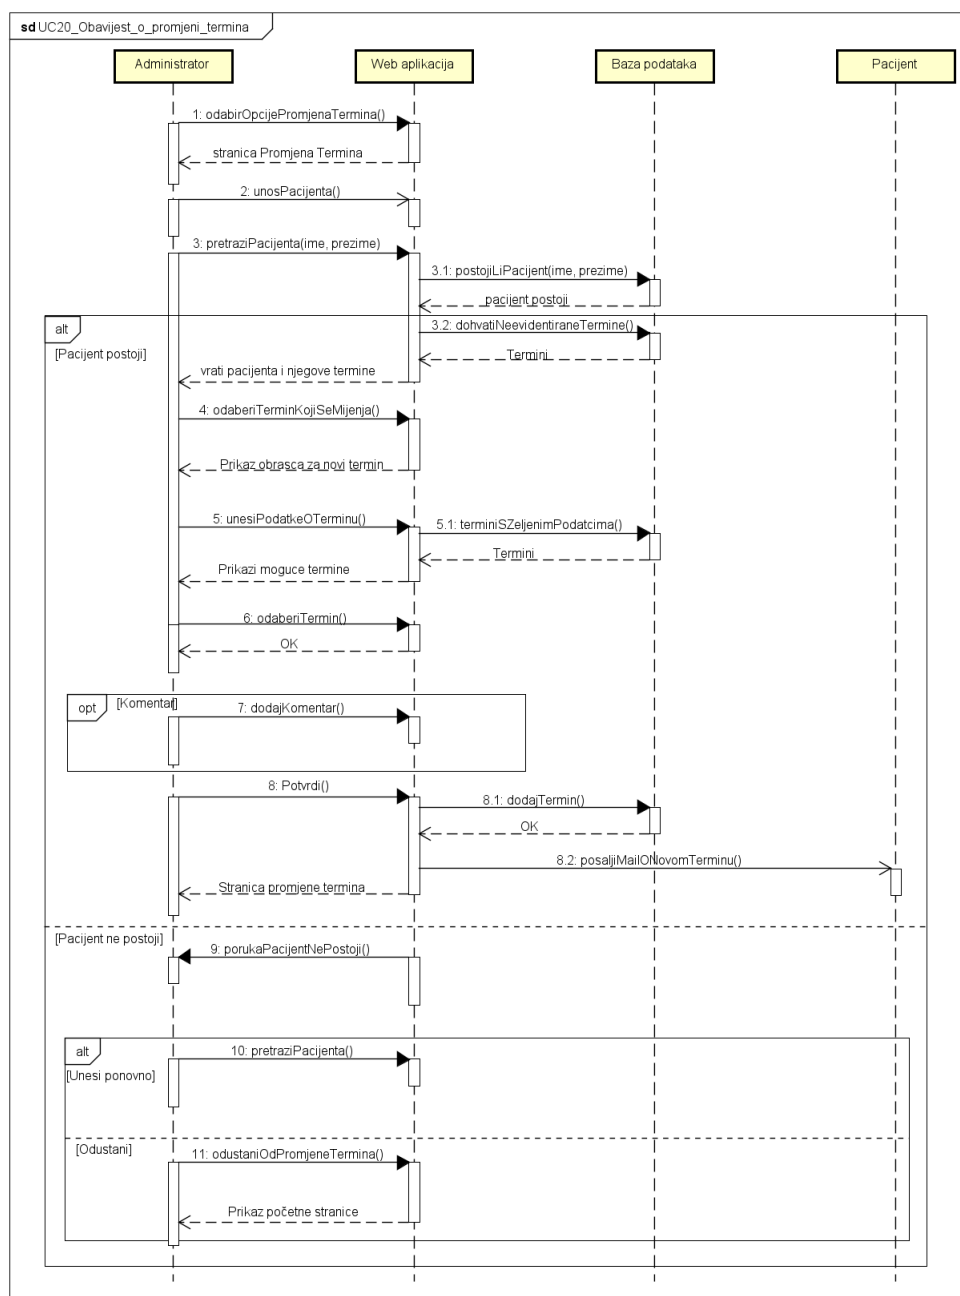 sd UC20_Obavijest_o_promjeni_termina
Administrator
Web aplikacija
Baza podataka
Pacijent
1: odabirOpcijePromjenaTermina()
stranica Promjena Termina
2: unosPacijenta()
3: pretraziPacijenta(ime, prezime)
3.1: postojiLiPacijent(ime, prezime)
pacijent postoji
alt
[Pacijent postoji]
3.2: dohvatiNeevidentiraneTermine()
Termini
vrati pacijenta i njegove termine
4: odaberiTerminKojiSeMijenja()
Prikaz obrasca za novi termin
5: unesiPodatkeOTerminu()
5.1: terminiSZeljenimPodatcima()
Termini
Prikazi moguce termine
6: odaberiTermin()
OK
opt
[Komentar]
7: dodajKomentar()
8: Potvrdi()
8.1: dodajTermin()
OK
8.2: posaljiMailONovomTerminu()
Stranica promjene termina
[Pacijent ne postoji]
9: porukaPacijentNePostoji()
alt
10: pretraziPacijenta()
[Unesi ponovno]
[Odustani]
11: odustaniOdPromjeneTermina()
Prikaz početne stranice